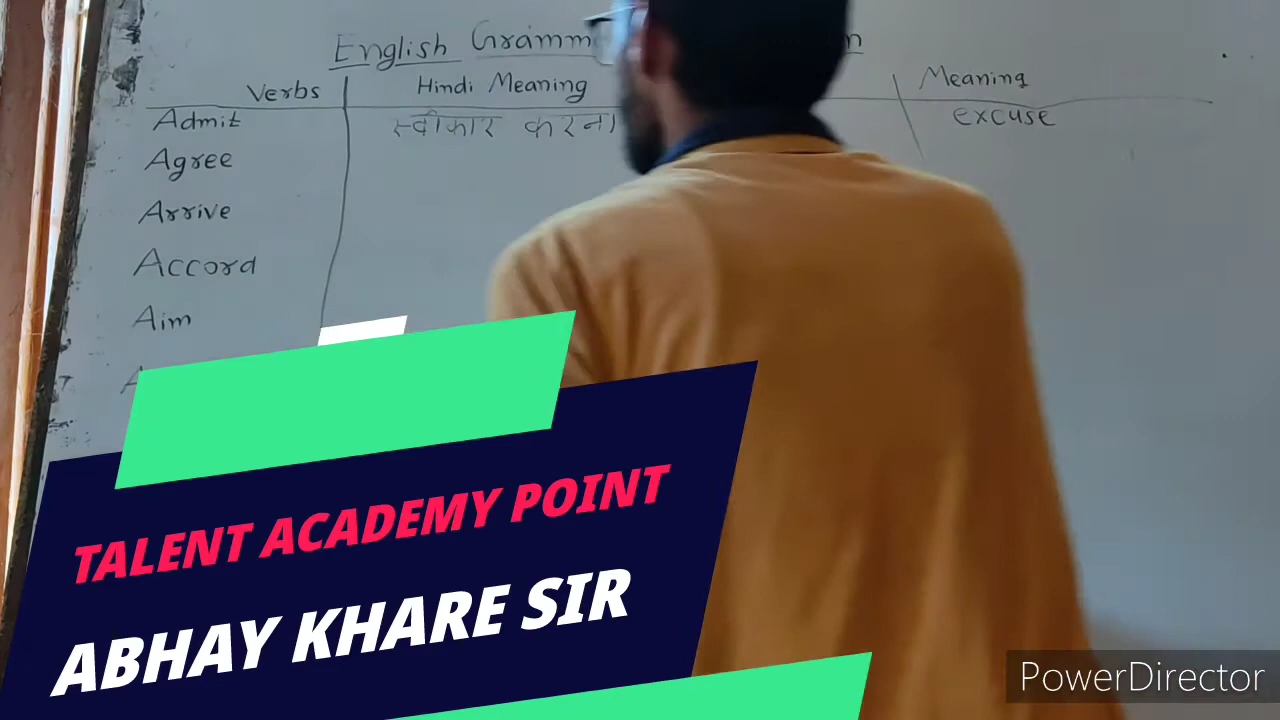 English Gramm
Verbs Hindi Meaning Meaning
Admit स्वीकार करना excuse
Agree
Arrive
Accord
Aim
TALENT ACADEMY POINT
ABHAY KHARE SIR
PowerDirector